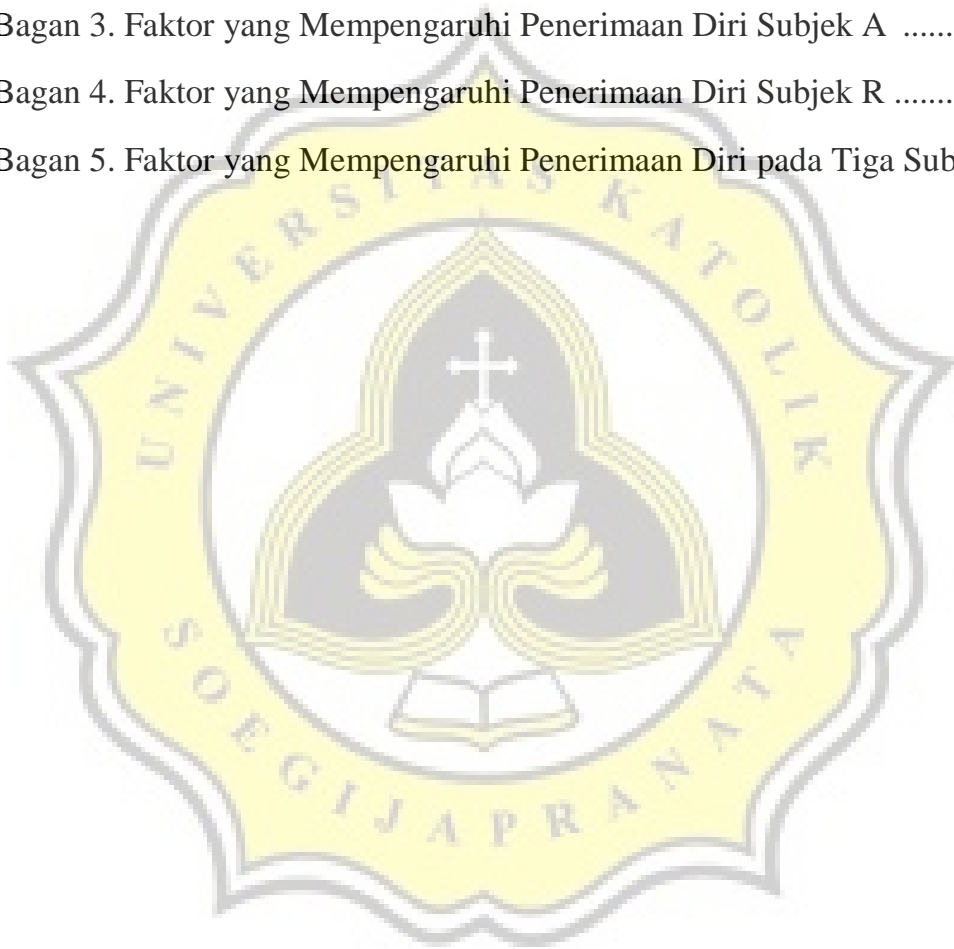 Bagan 3. Faktor yang Mempengaruhi Penerimaan Diri Subjek A .......
Bagan 4. Faktor yang Mempengaruhi Penerimaan Diri Subjek R .......
Bagan 5. Faktor yang Mempengaruhi Penerimaan Diri pada Tiga Sub
UNIVERSITAS KATOLIK
SOEGIJAPRANATA